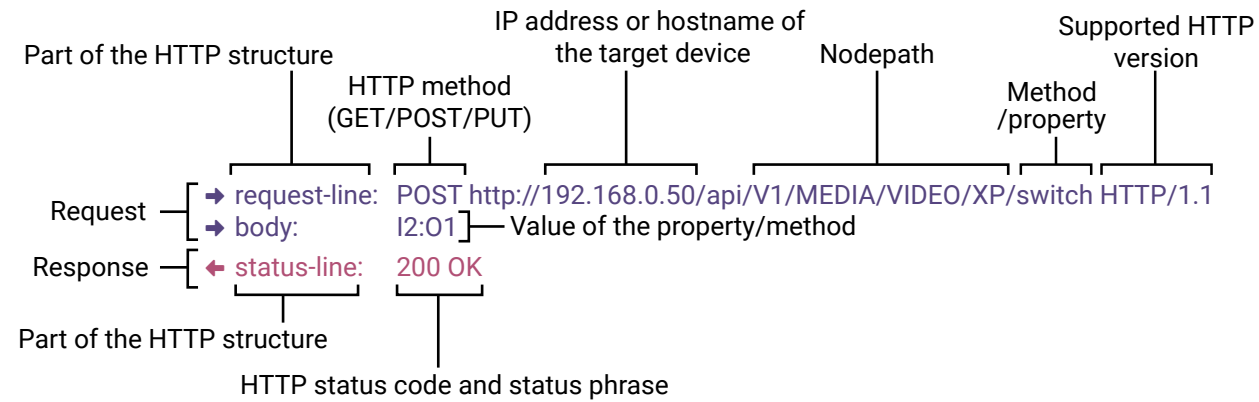 IP address or hostname of
the target device
Supported HTTP
version
Part of the HTTP structure
Nodepath
HTTP method
(GET/POST/PUT)
Method
/property
Request
➜ request-line: POST http://192.168.0.50/api/V1/MEDIA/VIDEO/XP/switch HTTP/1.1
➜ body: I2:O1 Value of the property/method
Response
🡰 status-line: 200 OK
Part of the HTTP structure
HTTP status code and status phrase